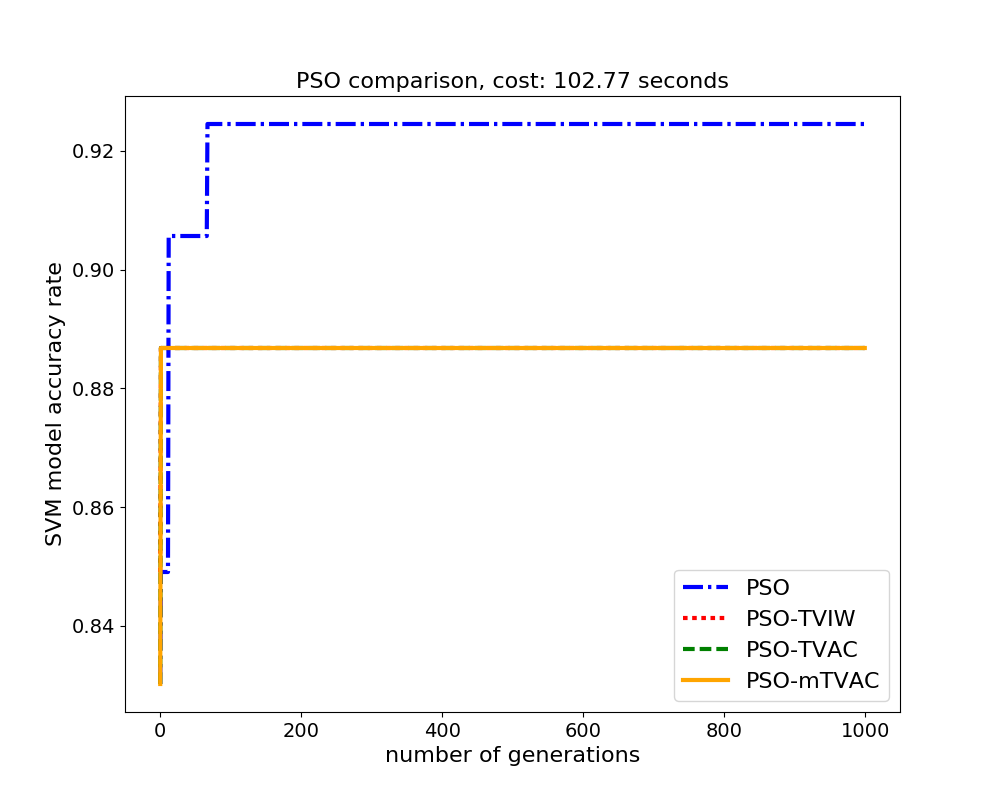 PSO comparison, cost: 102.77 seconds
SVM model accuracy rate
0.92
0.90
0.88
0.86
0.84
0 200 400 600 800 1000
number of generations
PSO
PSO-TVIW
PSO-TVAC
PSO-mTVAC